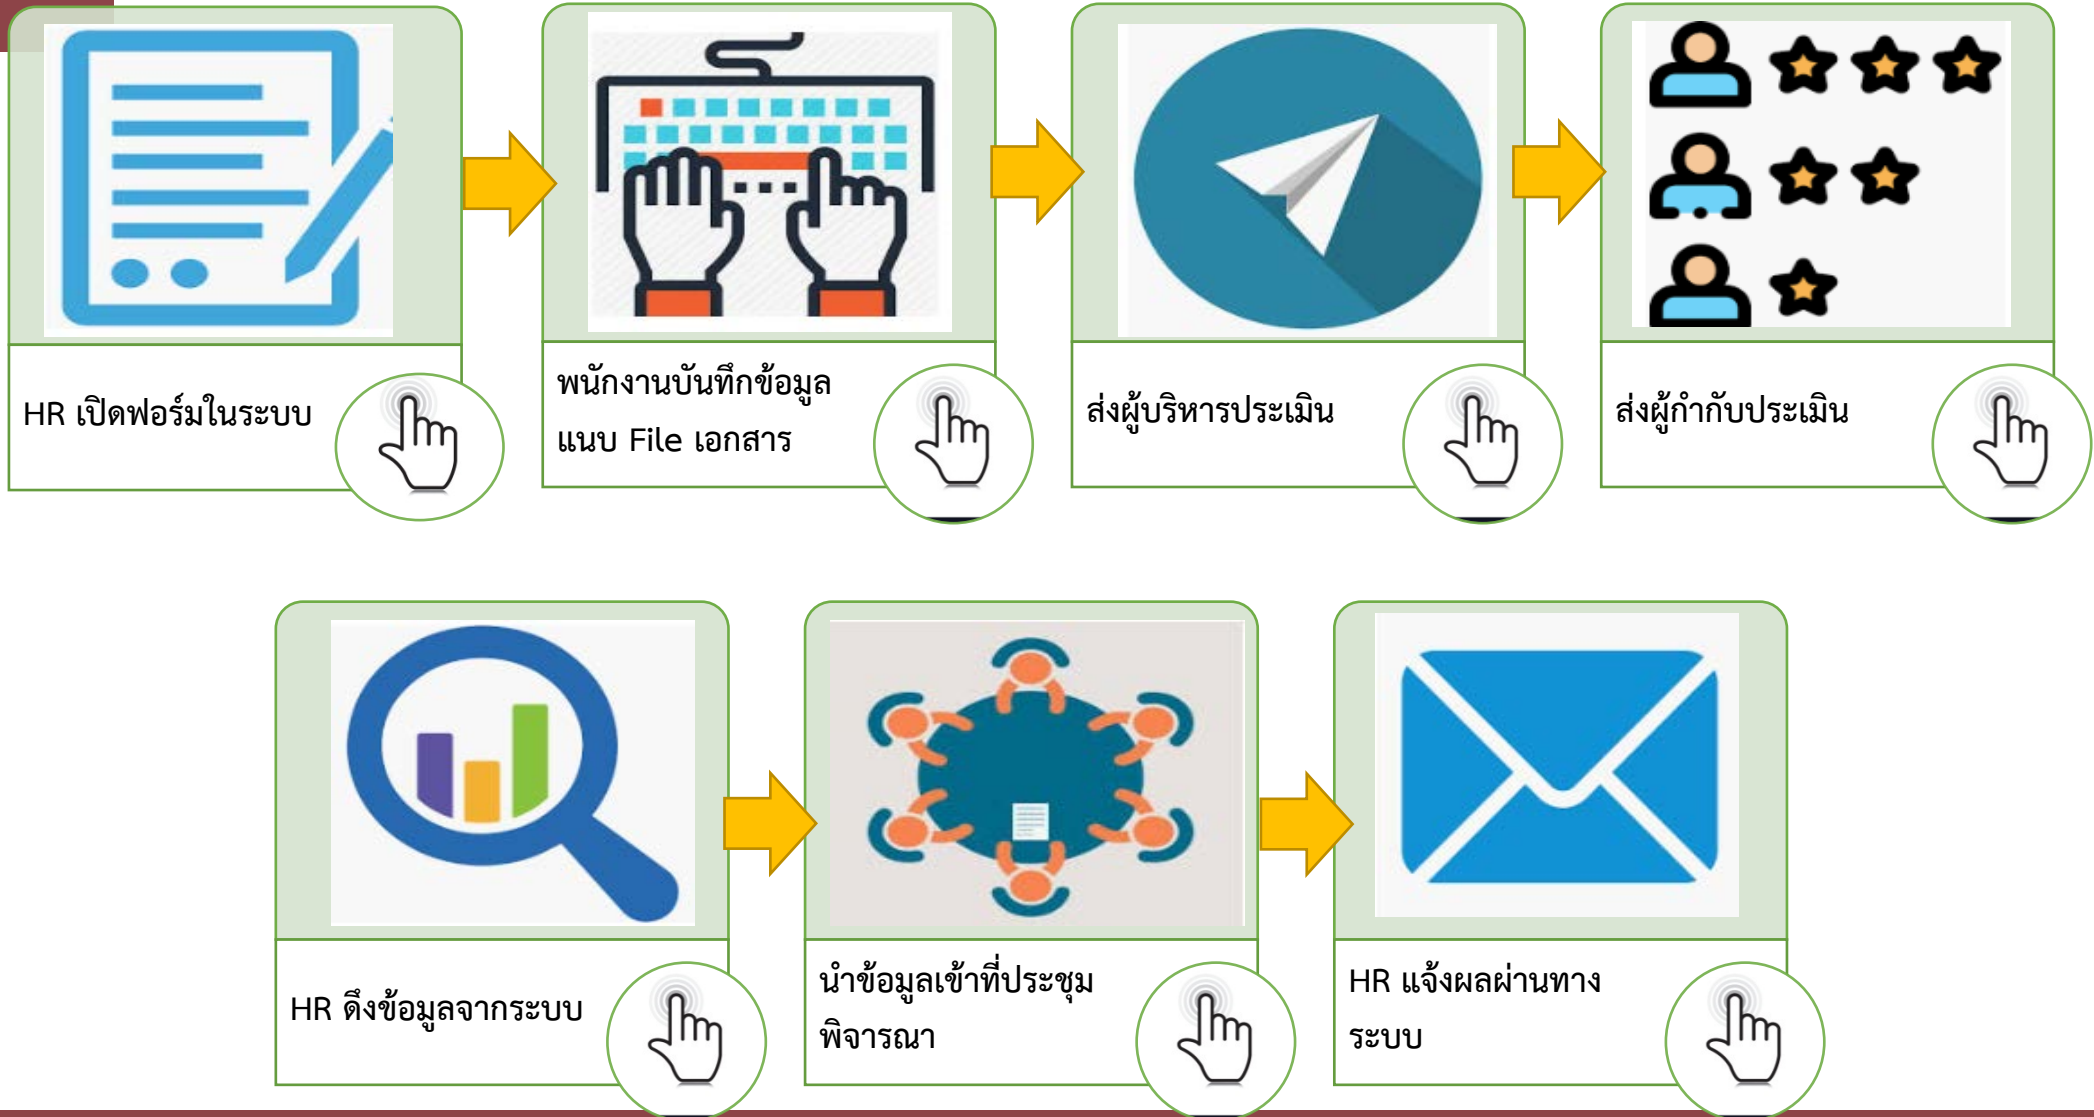 HR เปิดฟอร์มในระบบ
พนักงานบันทึกข้อมูล
แนบ File เอกสาร
ส่งผู้บริหารประเมิน
ส่งผู้กำกับประเมิน
HR ดึงข้อมูลจากระบบ
นำข้อมูลเข้าที่ประชุม
พิจารณา
HR แจ้งผลผ่านทาง
ระบบ